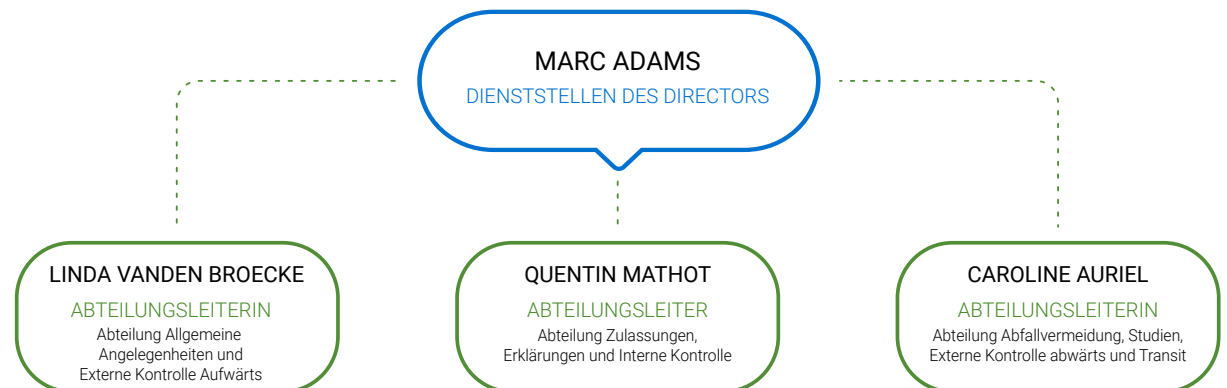 MARC ADAMS
DIENSTSTELLEN DES DIRECTORS
LINDA VANDEN BROECKE
ABTEILUNGSLEITERIN
Abteilung Allgemeine
Angelegenheiten und
Externe Kontrolle Aufwärts
QUENTIN MATHOT
ABTEILUNGSLEITER
Abteilung Zulassungen,
Erklärungen und Interne Kontrolle
CAROLINE AURIEL
ABTEILUNGSLEITERIN
Abteilung Abfallvermeidung, Studien,
Externe Kontrolle abwärts und Transit